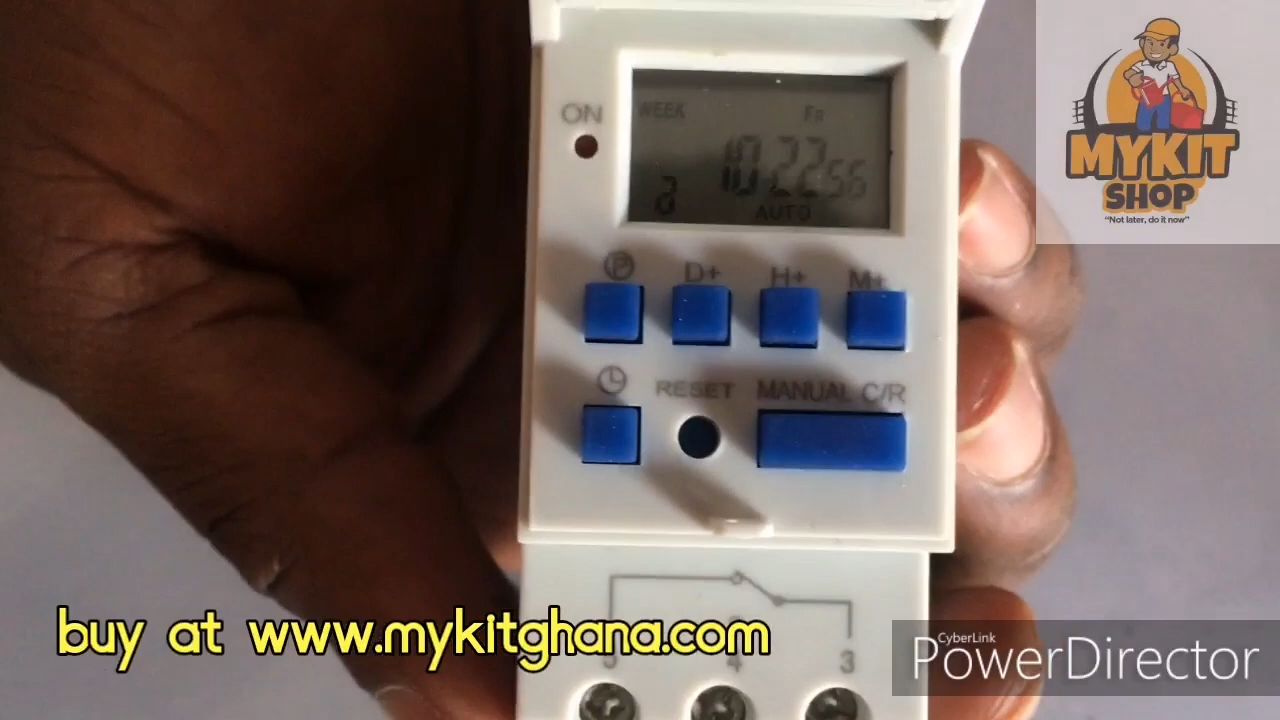 MYKIT
SHOP
"Not later, do it now"
ON
WEEK
Fr
10:22 56
AUTO
P
D+
H+
M+
RESET
MANUAL C/R
buy at www.mykitghana.com
5
4
3
CyberLink
PowerDirector